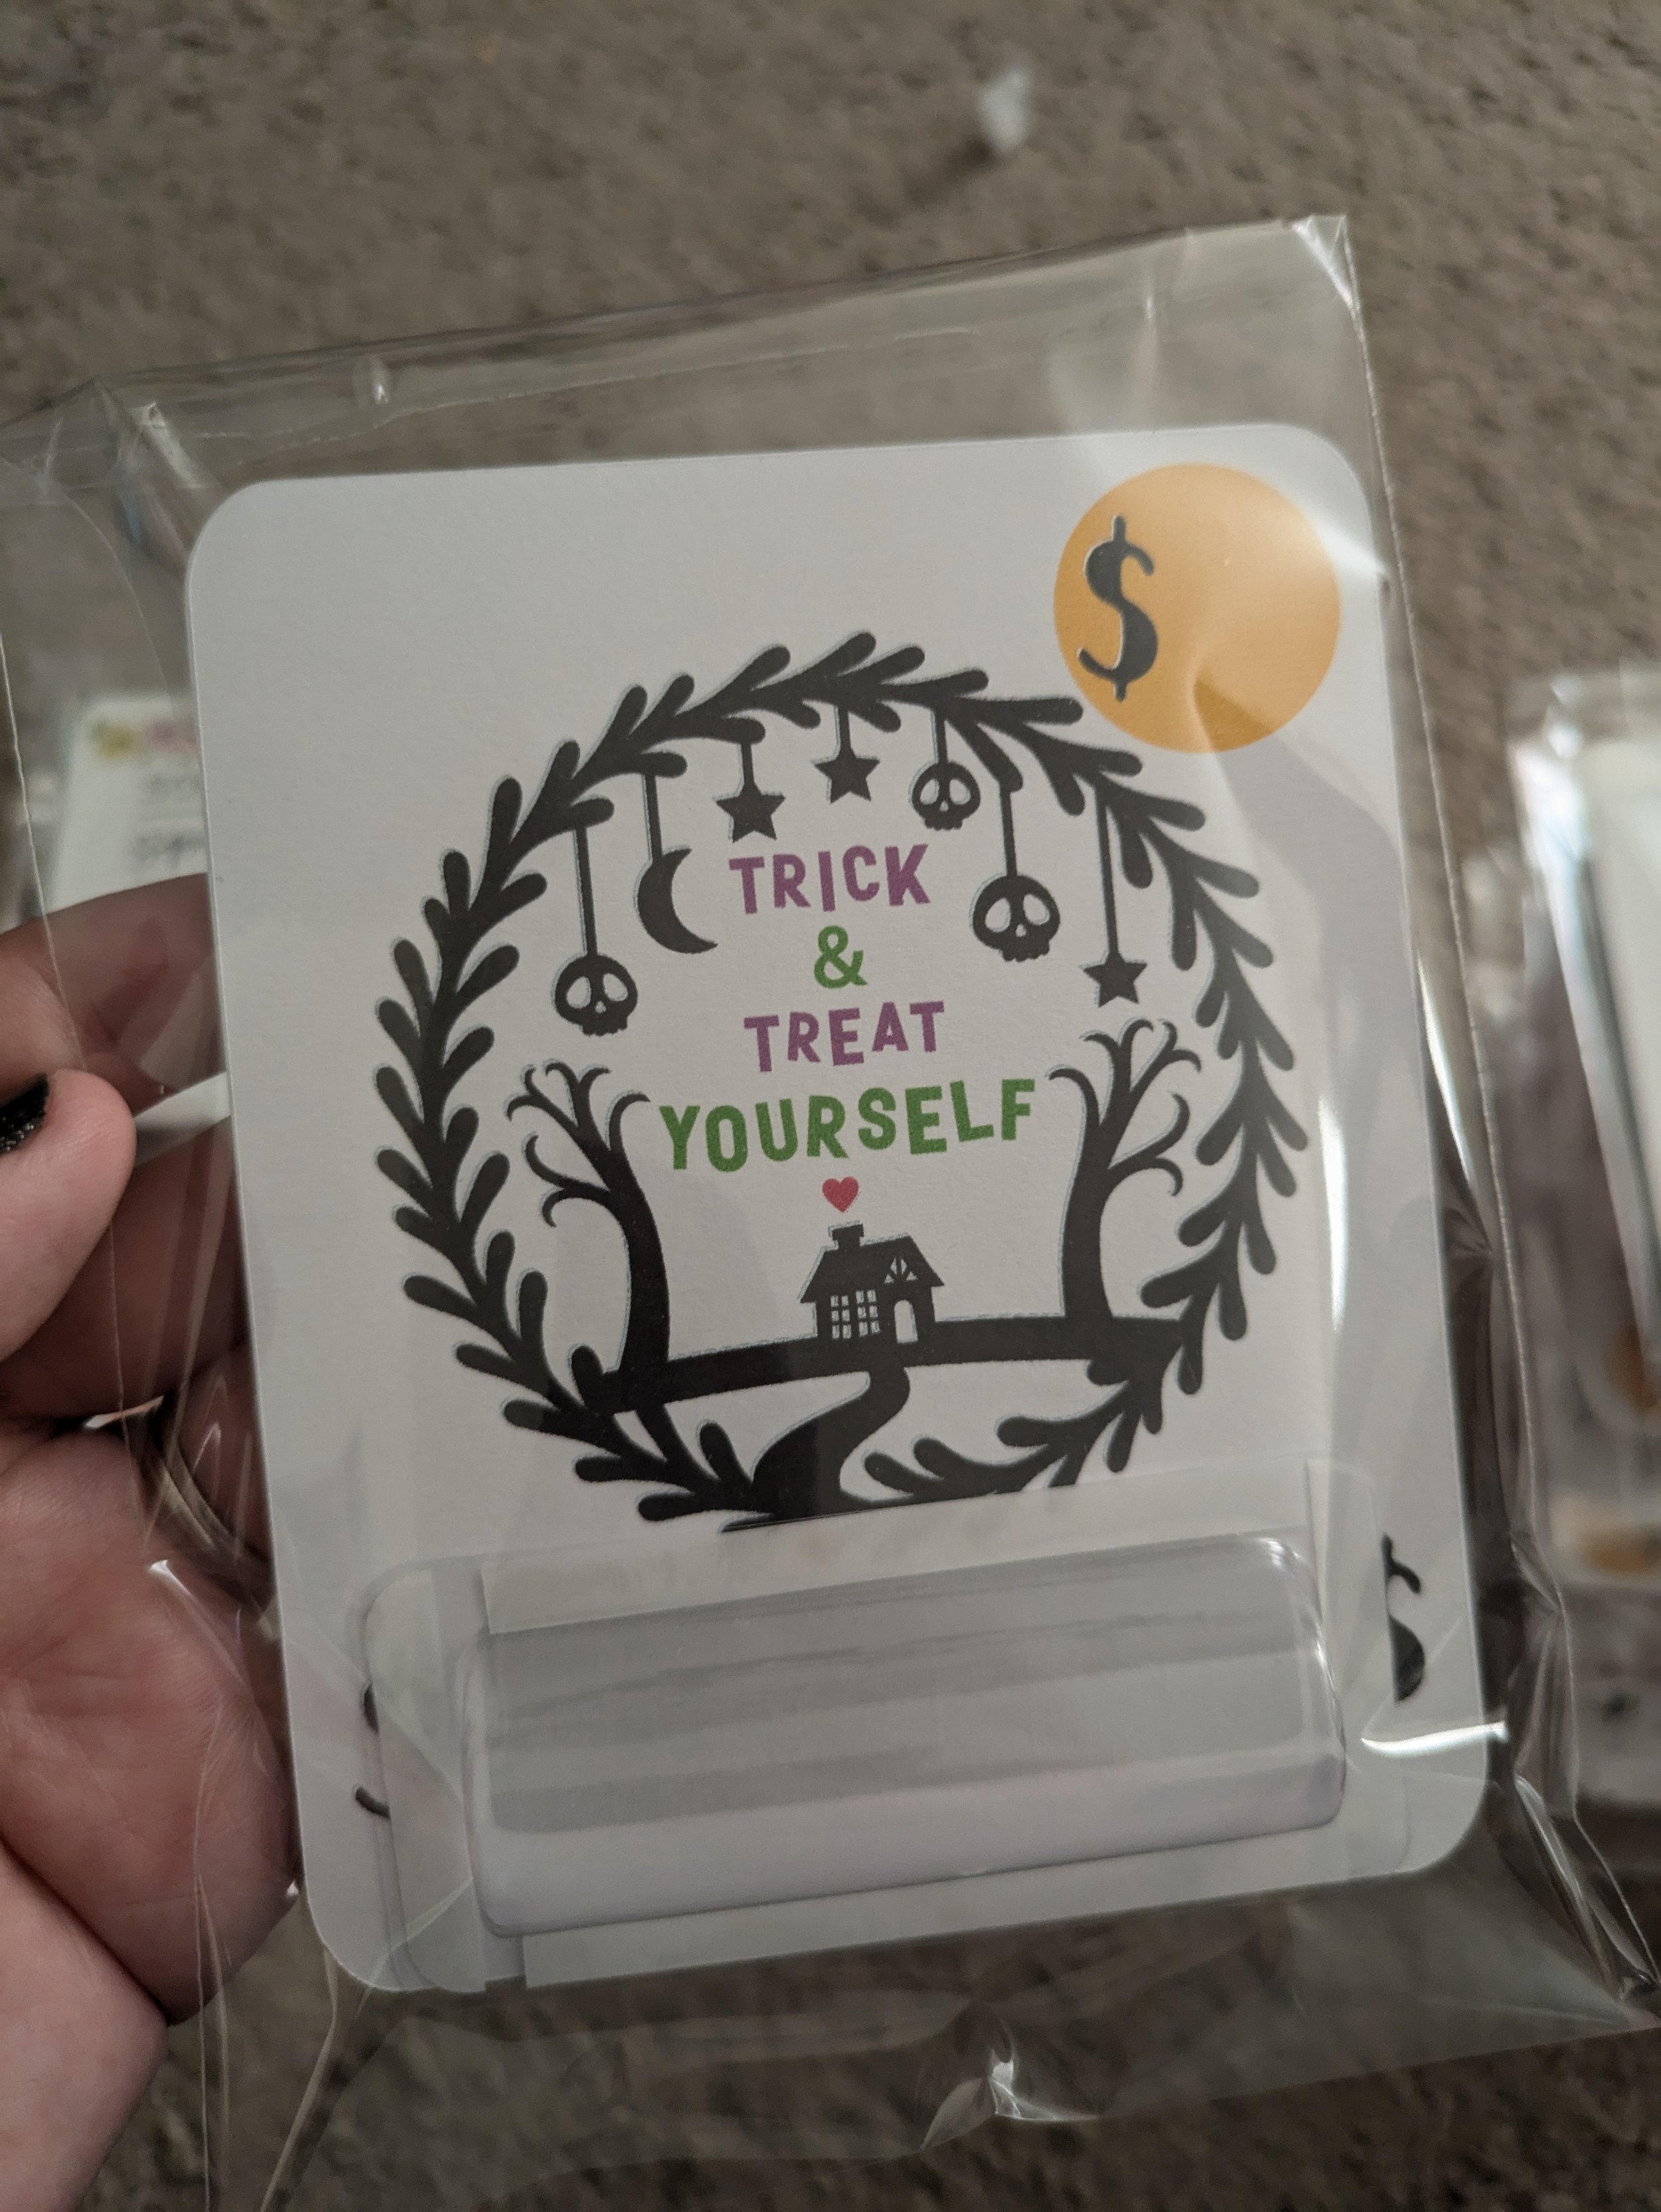 $
TRICK
&
TREAT
YOURSELF